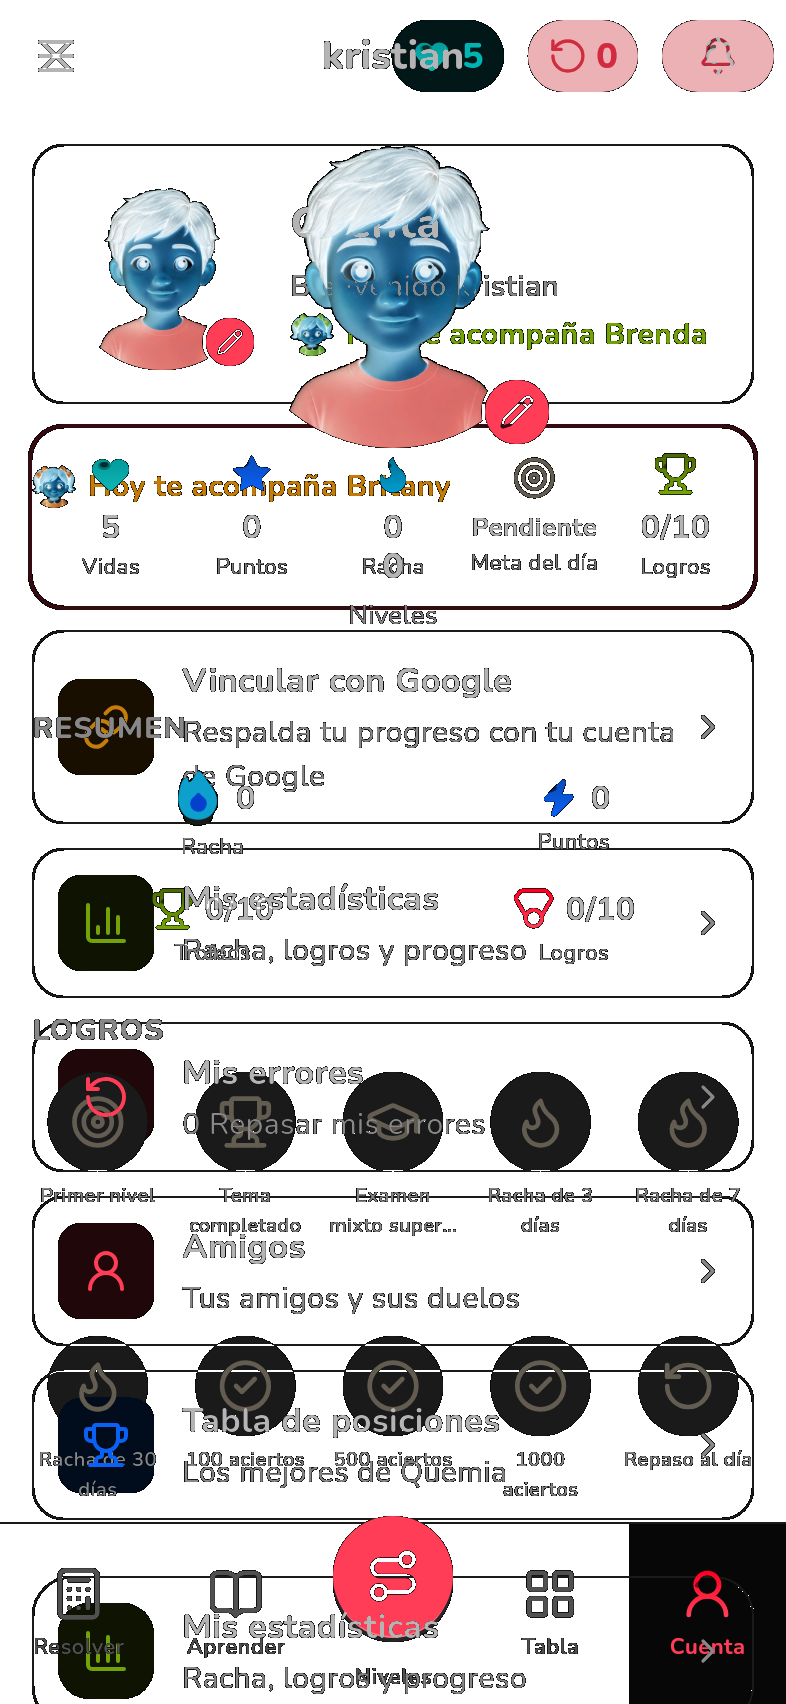 kristian
5
0
Cuenta
Bienvenido kristian
Hoy te acompaña Brenda
Hoy te acompaña Britany
5
0
0
Pendiente
0/10
Vidas
Puntos
Racha
Meta del día
Logros
0
Niveles
Vincular con Google
Respalda tu progreso con tu cuenta
de Google
RESUMEN
0
0
Racha
Puntos
Mis estadísticas
Racha, logros y progreso
0/10
0/10
Logros
LOGROS
Mis errores
0 Repasar mis errores
Primer nivel
Tema
completado
Examen
mixto super...
Racha de 3
días
Racha de 7
días
Amigos
Tus amigos y sus duelos
Tabla de posiciones
Los mejores de Quemia
Racha de 30
días
100 aciertos
500 aciertos
1000
aciertos
Repaso al día
Mis estadísticas
Racha, logros y progreso
Resolver
Aprender
Niveles
Tabla
Cuenta